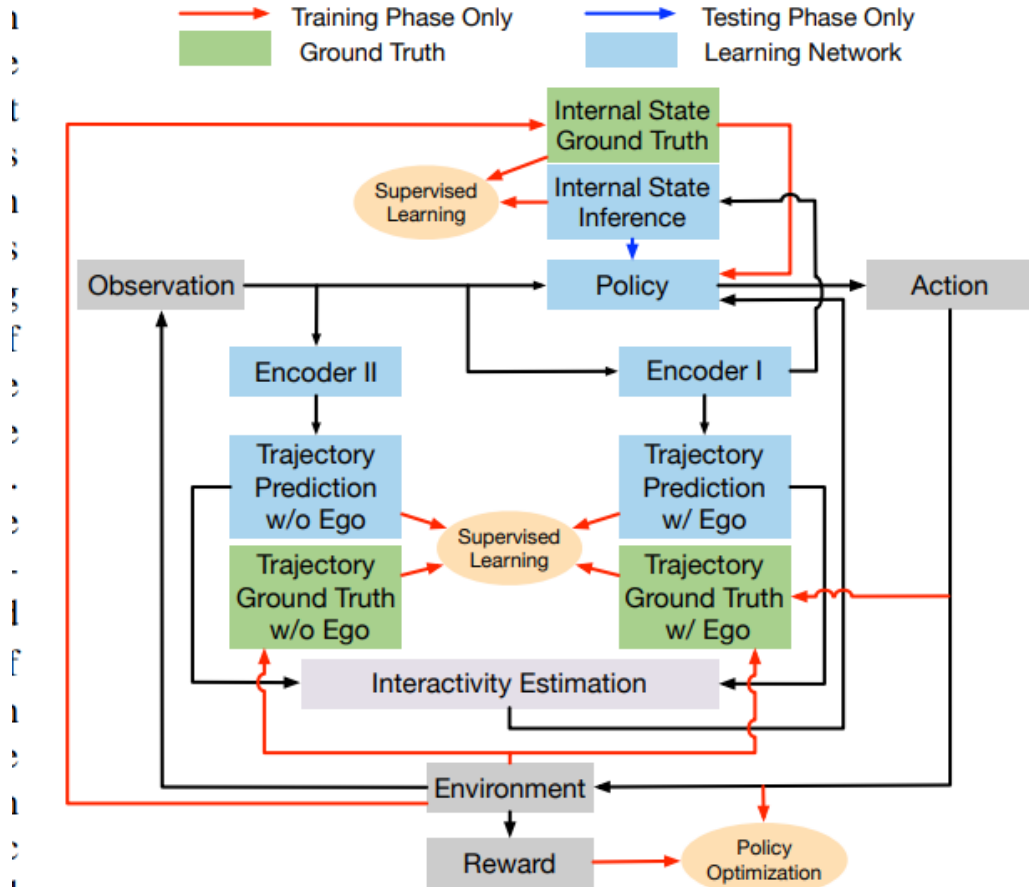 Training Phase Only
Testing Phase Only
Ground Truth
Learning Network
Internal State
Ground Truth
Supervised
Learning
Internal State
Inference
Observation
Policy
Action
Encoder II
Encoder I
Trajectory
Prediction
w/o Ego
Trajectory
Prediction
w/ Ego
Supervised
Learning
Trajectory
Ground Truth
w/o Ego
Trajectory
Ground Truth
w/ Ego
Interactivity Estimation
Environment
Reward
Policy
Optimization